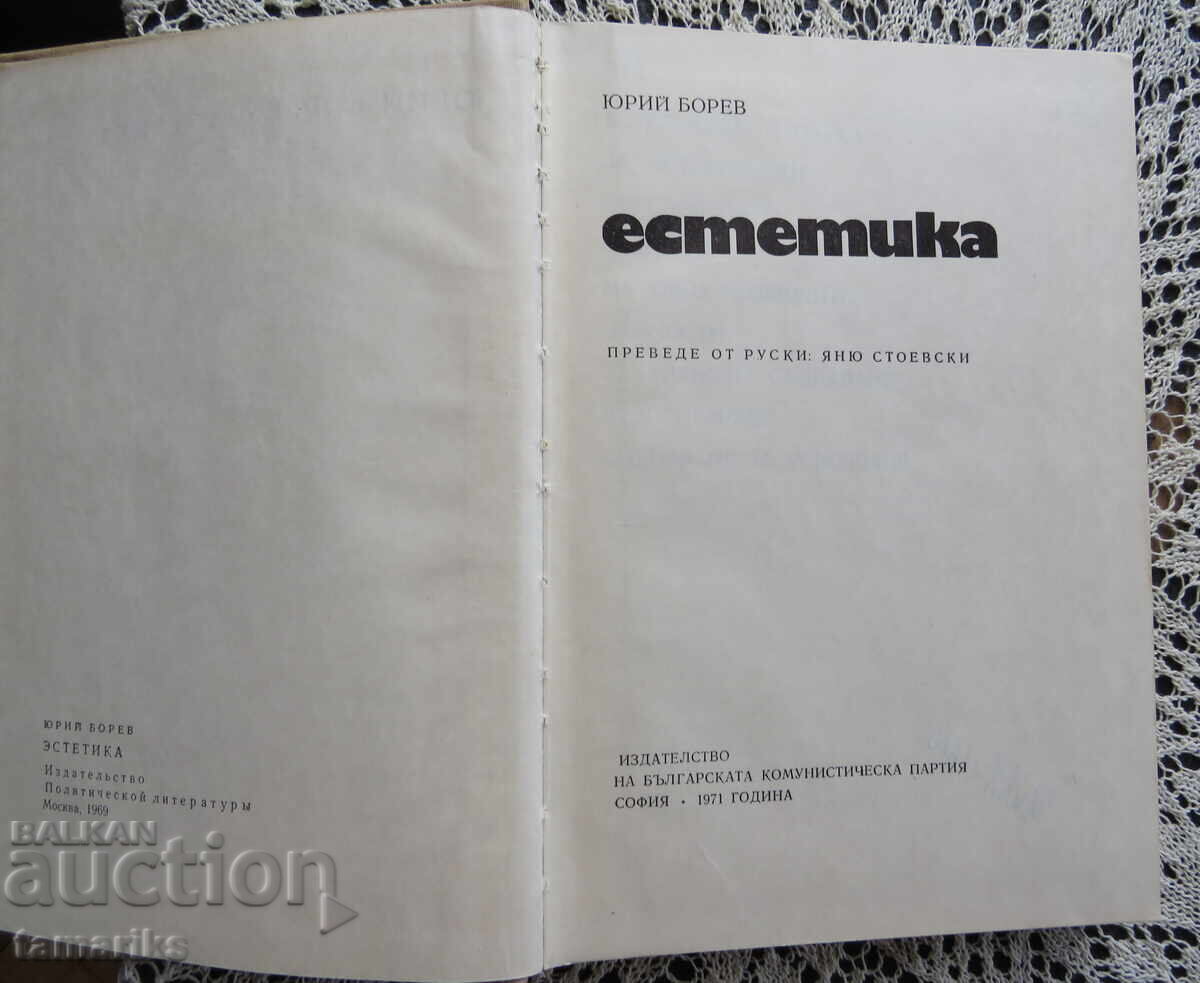 ЮРИЙ БОРЕВ
ЭСТЕТИКА
Издательство
Политической литературы
Москва, 1969
ЮРИЙ БОРЕВ
естетика
ПРЕВЕДЕ ОТ РУСКИ: ЯНЮ СТОЕВСКИ
ИЗДАТЕЛСТВО
НА БЪЛГАРСКАТА КОМУНИСТИЧЕСКА ПАРТИЯ
СОФИЯ • 1971 ГОДИНА
BALKAN
auction
tamariks